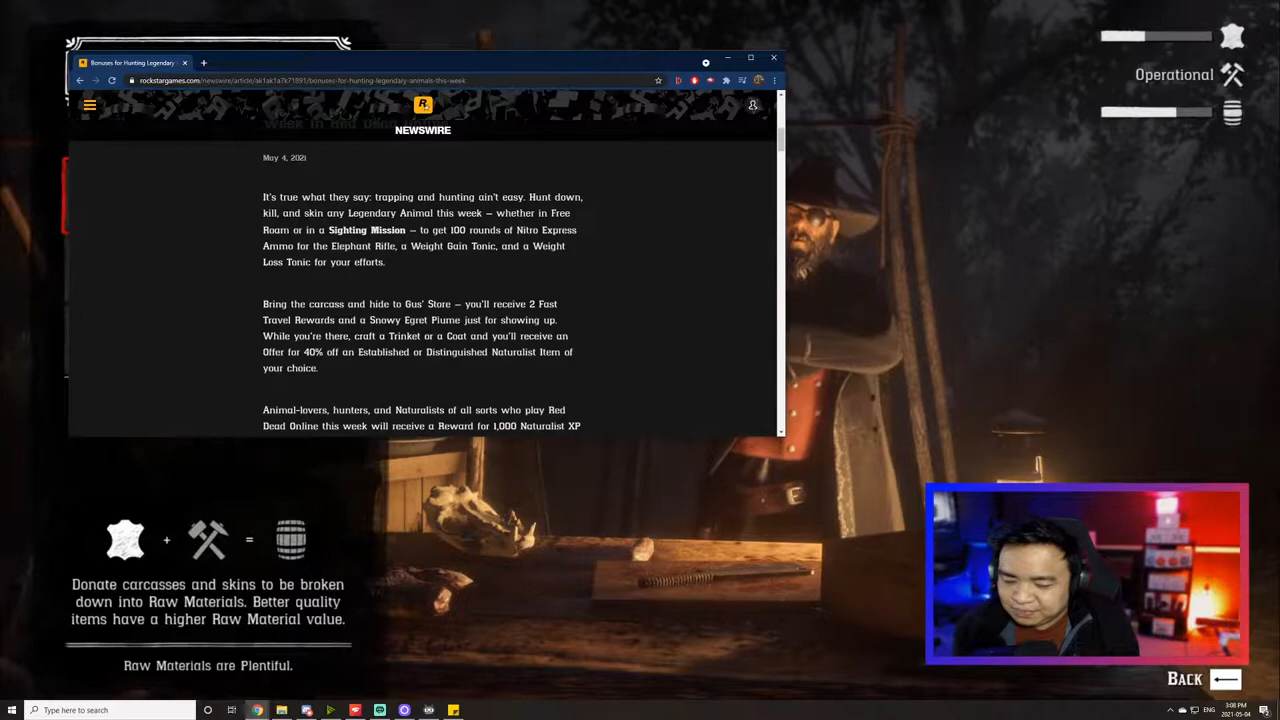 Bonuses for Hunting Legendary
rockstargames.com/newswire/article/ak1ak1a7k71891/bonuses-for-hunting-legendary-animals-this-week
NEWSWIRE
May 4, 2021
It's true what they say: trapping and hunting ain't easy. Hunt down,
kill, and skin any Legendary Animal this week – whether in Free
Roam or in a Sighting Mission – to get 100 rounds of Nitro Express
Ammo for the Elephant Rifle, a Weight Gain Tonic, and a Weight
Loss Tonic for your efforts.
Bring the carcass and hide to Gus' Store – you'll receive 2 Fast
Travel Rewards and a Snowy Egret Plume just for showing up.
While you're there, craft a Trinket or a Coat and you'll receive an
Offer for 40% off an Established or Distinguished Naturalist Item of
your choice.
Animal-lovers, hunters, and Naturalists of all sorts who play Red
Dead Online this week will receive a Reward for 1,000 Naturalist XP
Operational
+ =
Donate carcasses and skins to be broken
down into Raw Materials. Better quality
items have a higher Raw Material value.
Raw Materials are Plentiful.
BACK
Type here to search
ENG
3:08 PM
2021-05-04